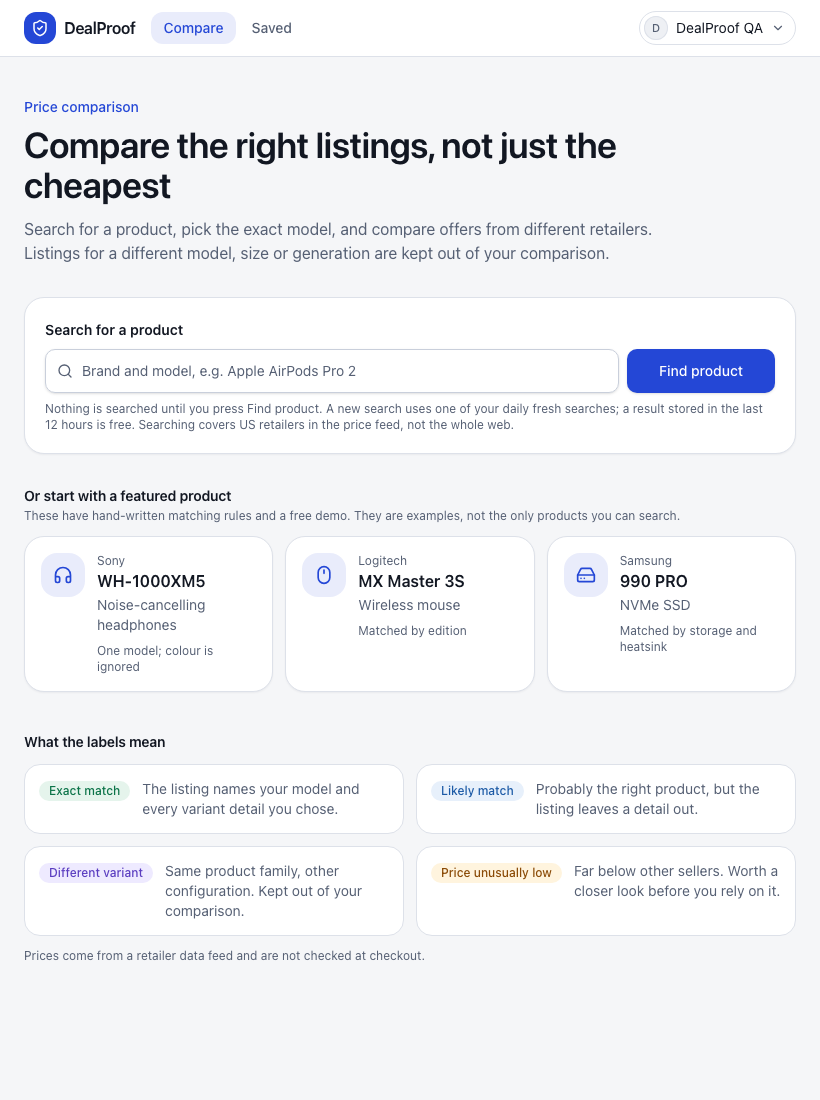 DealProof
Compare
Saved
D
DealProof QA
Price comparison
Compare the right listings, not just the
cheapest
Search for a product, pick the exact model, and compare offers from different retailers.
Listings for a different model, size or generation are kept out of your comparison.
Search for a product
Brand and model, e.g. Apple AirPods Pro 2
Find product
Nothing is searched until you press Find product. A new search uses one of your daily fresh searches; a result stored in the last
12 hours is free. Searching covers US retailers in the price feed, not the whole web.
Or start with a featured product
These have hand-written matching rules and a free demo. They are examples, not the only products you can search.
Sony
WH-1000XM5
Noise-cancelling
headphones
One model; colour is
ignored
Logitech
MX Master 3S
Wireless mouse
Matched by edition
Samsung
990 PRO
NVMe SSD
Matched by storage and
heatsink
What the labels mean
Exact match
The listing names your model and
every variant detail you chose.
Likely match
Probably the right product, but the
listing leaves a detail out.
Different variant
Same product family, other
configuration. Kept out of your
comparison.
Price unusually low
Far below other sellers. Worth a
closer look before you rely on it.
Prices come from a retailer data feed and are not checked at checkout.